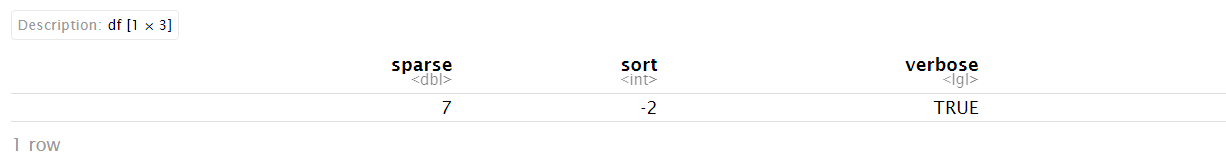 Description: df [1 × 3]
sparse sort verbose
<dbl> <int> <lgl>
7 -2 TRUE
1 row